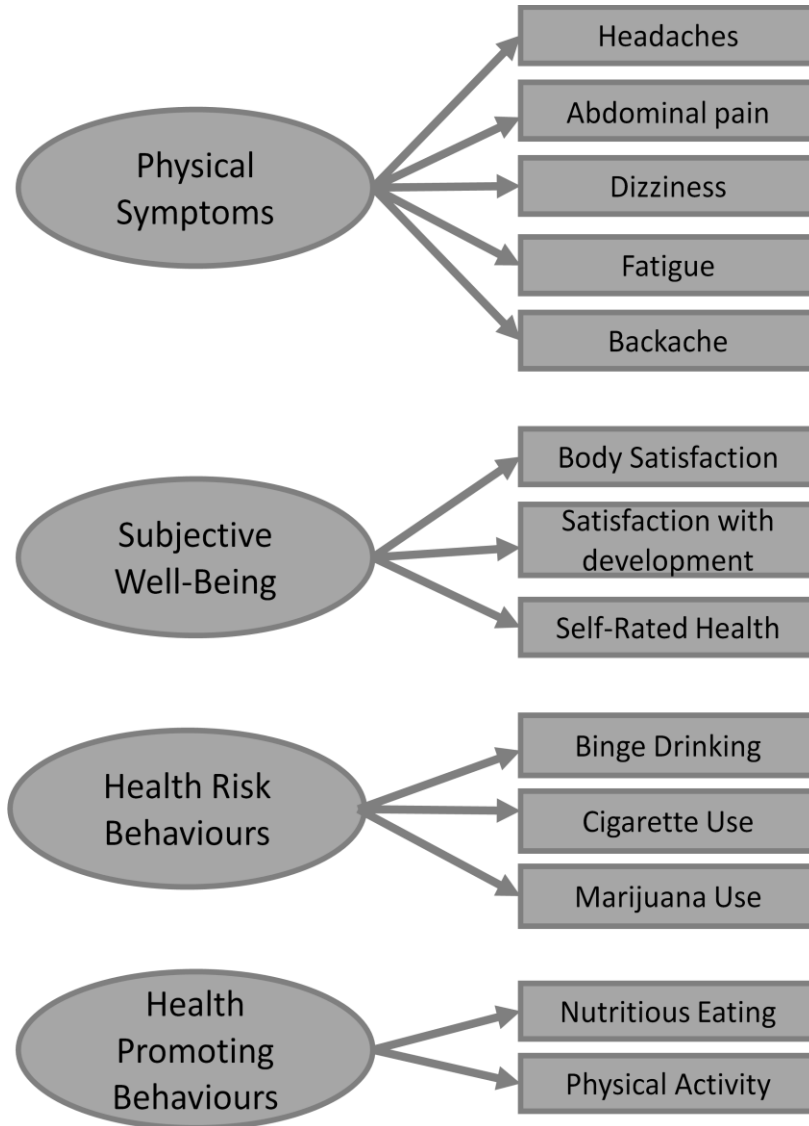 Headaches
Abdominal pain
Physical
Symptoms
Dizziness
Fatigue
Backache
Body Satisfaction
Subjective
Well-Being
Satisfaction with
development
Self-Rated Health
Binge Drinking
Health Risk
Behaviours
Cigarette Use
Marijuana Use
Health
Promoting
Behaviours
Nutritious Eating
Physical Activity